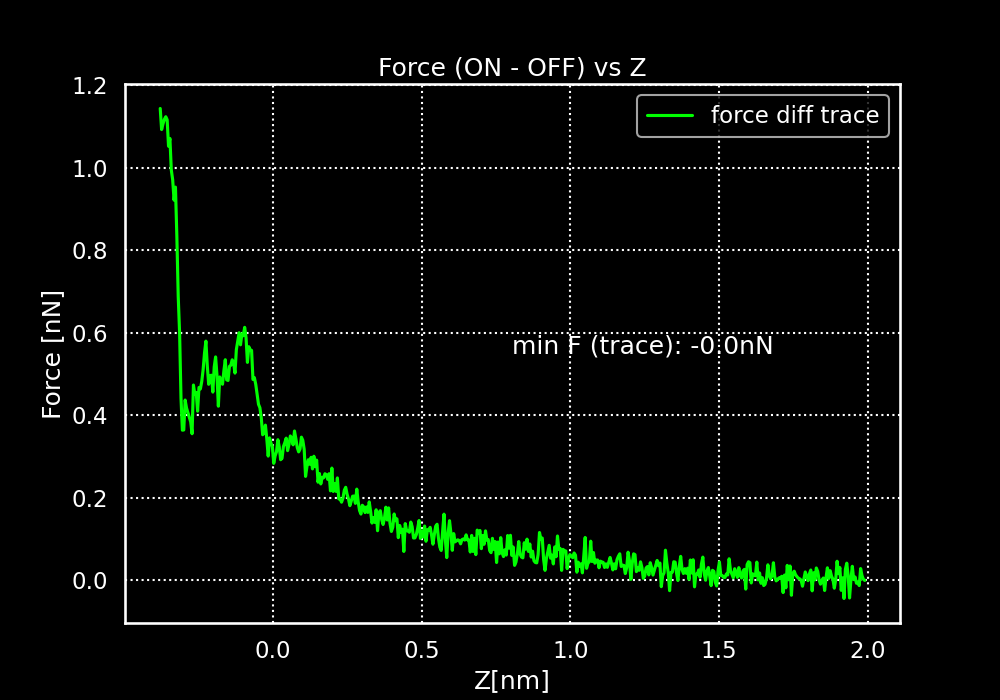 Force (ON - OFF) vs Z
force diff trace
1.2
1.0
0.8
0.6
0.4
0.2
0.0
Force [nN]
min F (trace): -0.0nN
0.0 0.5 1.0 1.5 2.0
Z[nm]